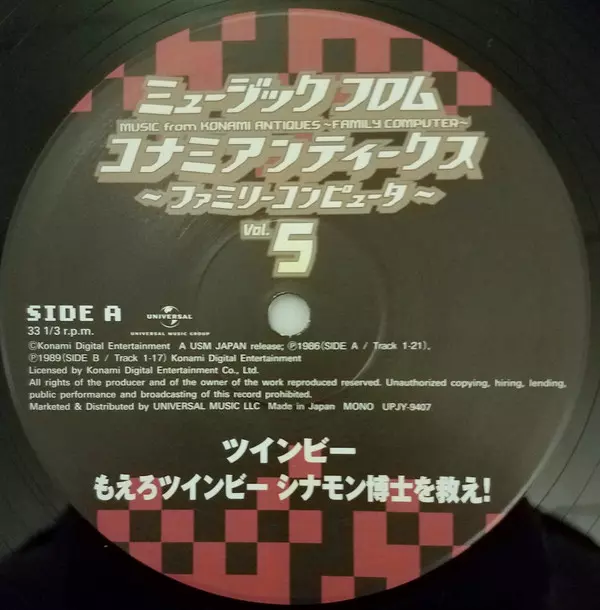 ミュージック フロム
MUSIC from KONAMI ANTIQUES ~FAMILY COMPUTER~
コナミアンティークス
~ファミリーコンピュータ~
Vol. 5
SIDE A
33 1/3 r.p.m.
UNIVERSAL
UNIVERSAL MUSIC GROUP
©Konami Digital Entertainment A USM JAPAN release; ℗1986(SIDE A / Track 1-21)、
℗1989(SIDE B / Track 1-17) Konami Digital Entertainment
Licensed by Konami Digital Entertainment Co., Ltd.
All rights of the producer and of the owner of the work reproduced reserved. Unauthorized copying, hiring, lending,
public performance and broadcasting of this record prohibited.
Marketed & Distributed by UNIVERSAL MUSIC LLC Made in Japan MONO UPJY-9407
ツインビー
もえろツインビー シナモン博士を救え!